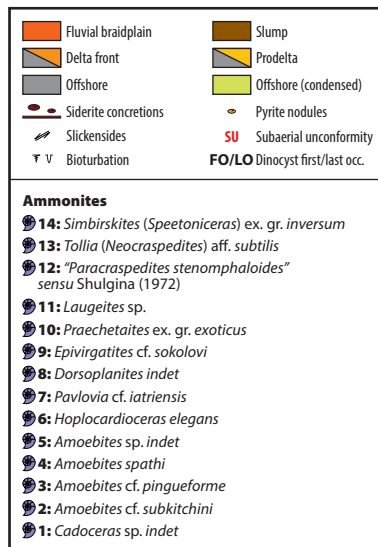 Fluvial braidplain
Slump
Delta front
Prodelta
Offshore
Offshore (condensed)
Siderite concretions
Pyrite nodules
Slickensides
SU Subaerial unconformity
Bioturbation
FO/LO Dinocyst first/last occ.
Ammonites
14: Simbirskites (Speetoniceras) ex. gr. inversum
13: Tollia (Neocraspedites) aff. subtilis
12: "Paracraspedites stenomphaloides"
sensu Shulgina (1972)
11: Laugeites sp.
10: Praechetaites ex. gr. exoticus
9: Epivirgatites cf. sokolovi
8: Dorsoplanites indet
7: Pavlovia cf. iatriensis
6: Hoplocardioceras elegans
5: Amoebites sp. indet
4: Amoebites spathi
3: Amoebites cf. pingueforme
2: Amoebites cf. subkitchini
1: Cadoceras sp. indet